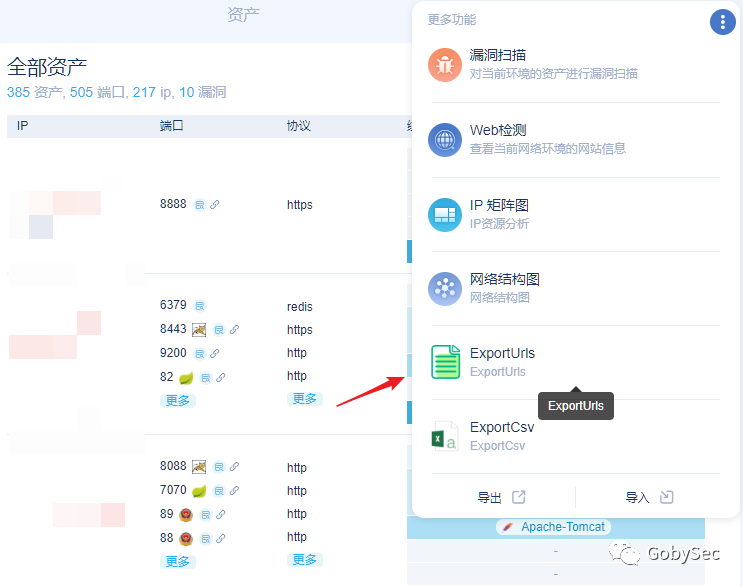 资产
更多功能
全部资产
385 资产, 505 端口, 217 ip, 10 漏洞
IP
端口
协议
8888
https
6379
redis
8443
https
9200
http
82
http
更多
更多
8088
http
7070
http
89
http
88
http
更多
更多
漏洞扫描
对当前环境的资产进行漏洞扫描
Web检测
查看当前网络环境的网站信息
IP 矩阵图
IP资源分析
网络结构图
网络结构图
ExportUrls
ExportUrls
ExportUrls
ExportCsv
ExportCsv
导出
导入
Apache-Tomcat
-
-
GobySec